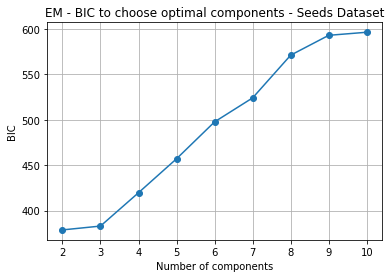 EM - BIC to choose optimal components - Seeds Dataset
600
550
500
450
400
BIC
2 3 4 5 6 7 8 9 10
Number of components